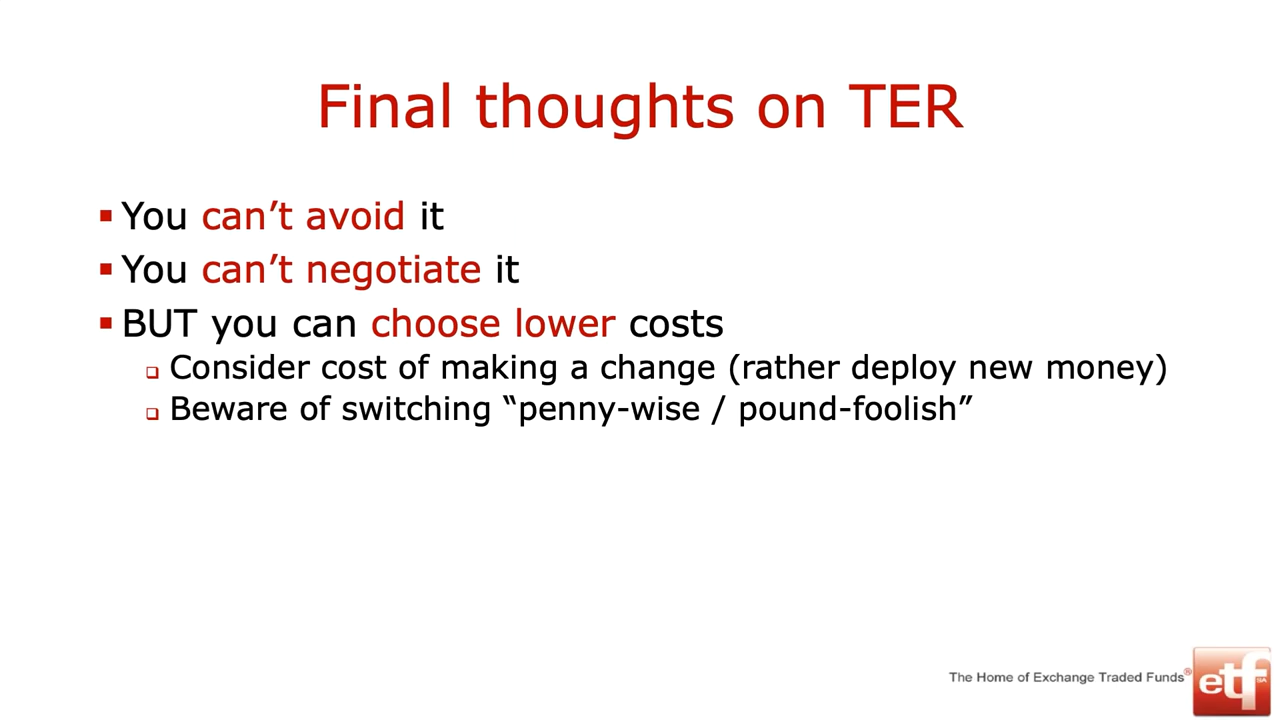 Final thoughts on TER
You can’t avoid it
You can’t negotiate it
BUT you can choose lower costs
Consider cost of making a change (rather deploy new money)
Beware of switching “penny-wise / pound-foolish”
The Home of Exchange Traded Funds®
etf
SA